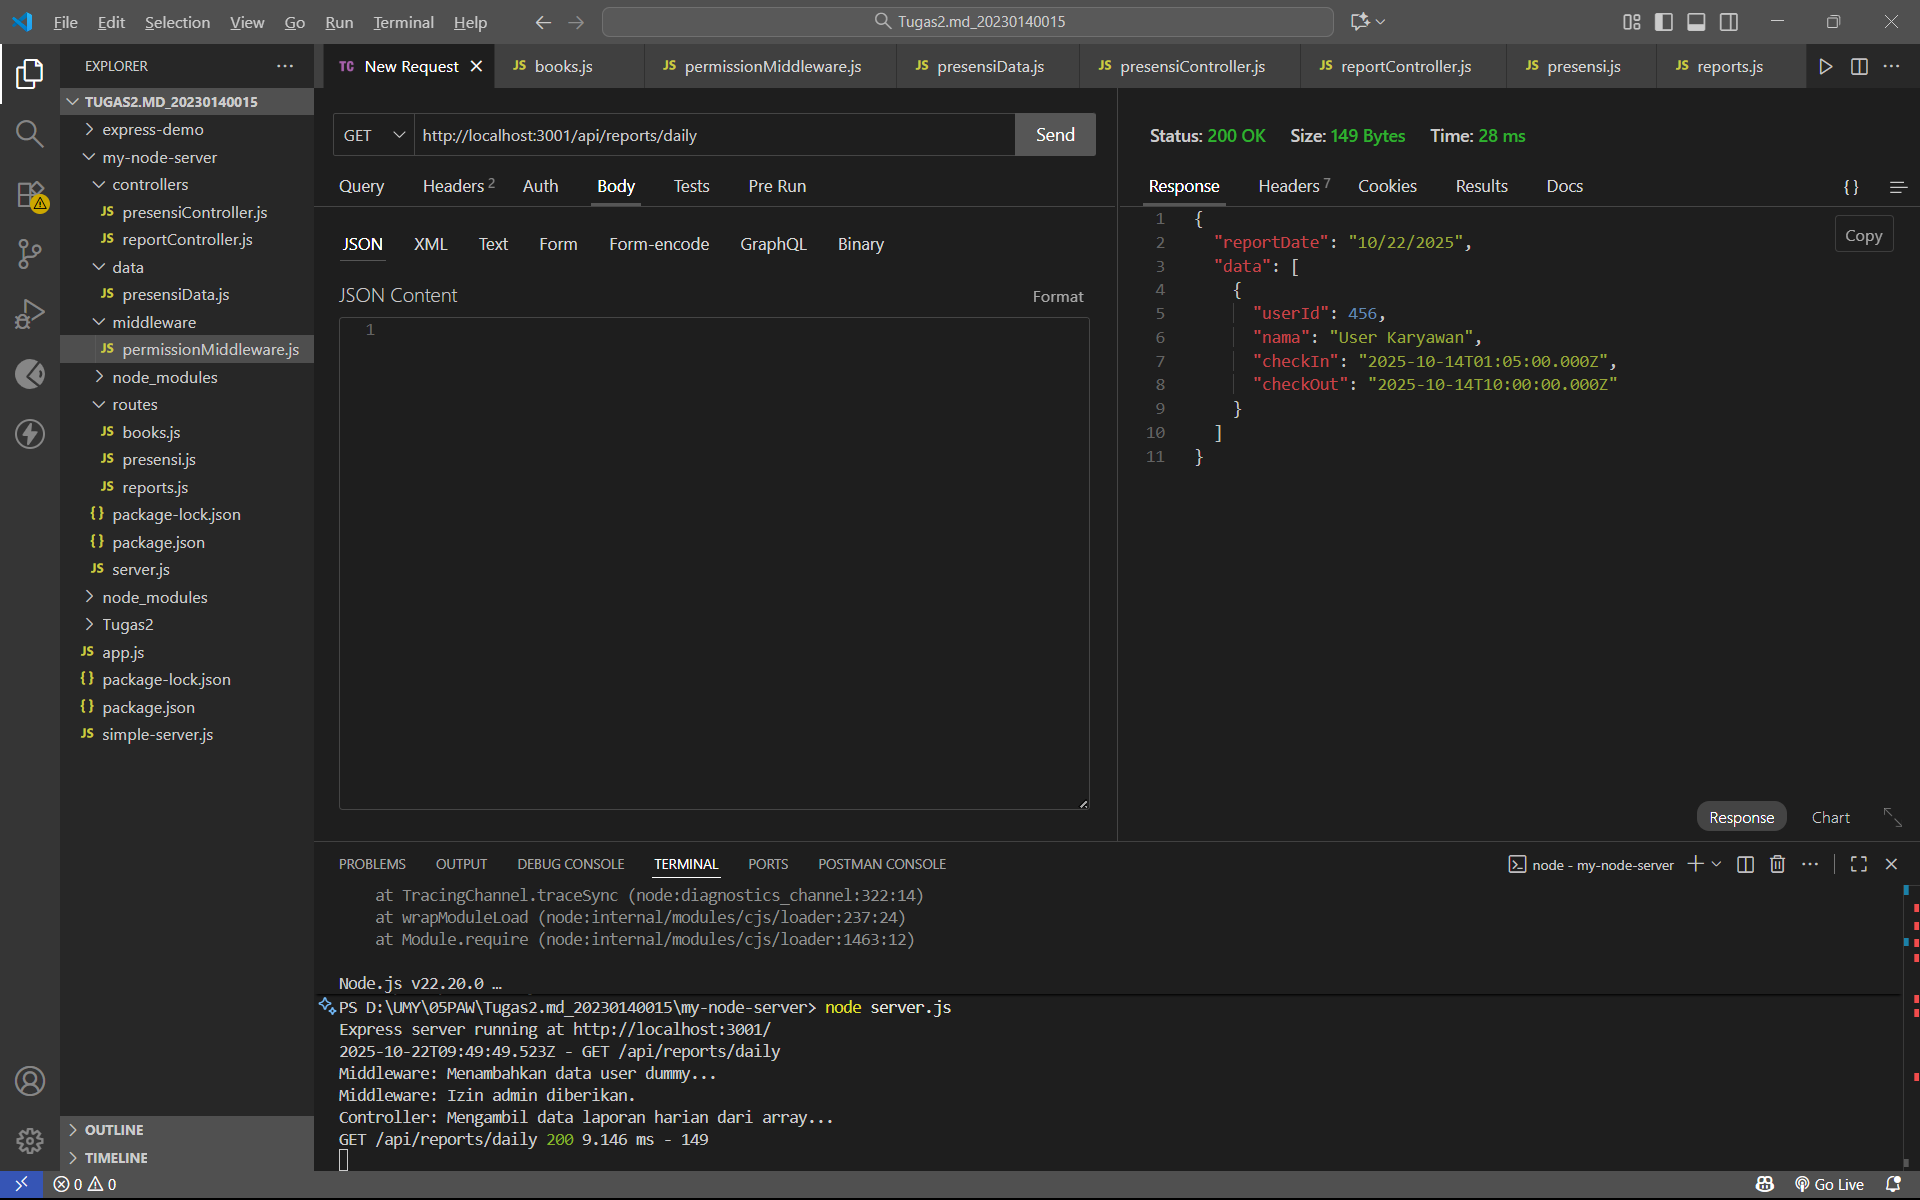 File Edit Selection View Go Run Terminal Help
Tugas2.md_20230140015
EXPLORER
TUGAS2.MD_20230140015
express-demo
my-node-server
controllers
JS presensiController.js
JS reportController.js
data
JS presensiData.js
middleware
JS permissionMiddleware.js
node_modules
routes
JS books.js
JS presensi.js
JS reports.js
{} package-lock.json
{} package.json
JS server.js
node_modules
Tugas2
JS app.js
{} package-lock.json
{} package.json
JS simple-server.js
OUTLINE
TIMELINE
TC New Request
JS books.js
JS permissionMiddleware.js
JS presensiData.js
JS presensiController.js
JS reportController.js
JS presensi.js
JS reports.js
GET http://localhost:3001/api/reports/daily Send
Query Headers 2 Auth Body Tests Pre Run
JSON XML Text Form Form-encode GraphQL Binary
JSON Content Format
1
Status: 200 OK Size: 149 Bytes Time: 28 ms
Response Headers 7 Cookies Results Docs {}
Copy
1 {
2 "reportDate": "10/22/2025",
3 "data": [
4 {
5 "userId": 456,
6 "nama": "User Karyawan",
7 "checkIn": "2025-10-14T01:05:00.000Z",
8 "checkOut": "2025-10-14T10:00:00.000Z"
9 }
10 ]
11 }
Response Chart
PROBLEMS OUTPUT DEBUG CONSOLE TERMINAL PORTS POSTMAN CONSOLE
node - my-node-server
at TracingChannel.traceSync (node:diagnostics_channel:322:14)
at wrapModuleLoad (node:internal/modules/cjs/loader:237:24)
at Module.require (node:internal/modules/cjs/loader:1463:12)
Node.js v22.20.0 …
PS D:\UMY\05PAW\Tugas2.md_20230140015\my-node-server> node server.js
Express server running at http://localhost:3001/
2025-10-22T09:49:49.523Z - GET /api/reports/daily
Middleware: Menambahkan data user dummy...
Middleware: Izin admin diberikan.
Controller: Mengambil data laporan harian dari array...
GET /api/reports/daily 200 9.146 ms - 149
0 0
Go Live